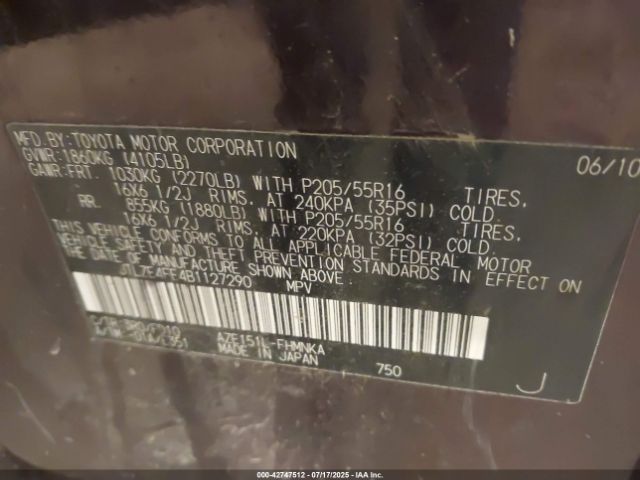 MFD. BY: TOYOTA MOTOR CORPORATION 06/10
GVWR: 1860KG (4105LB)
GAWR: FRT. 1030KG (2270LB) WITH P205/55R16 TIRES,
16X6 1/2J RIMS, AT 240KPA (35PSI) COLD.
RR. 855KG (1880LB) WITH P205/55R16 TIRES,
16X6 1/2J RIMS, AT 220KPA (32PSI) COLD.
THIS VEHICLE CONFORMS TO ALL APPLICABLE FEDERAL MOTOR
VEHICLE SAFETY AND THEFT PREVENTION STANDARDS IN EFFECT ON
THE DATE OF MANUFACTURE SHOWN ABOVE.
MPV
AZE151L-FHMNKA
MADE IN JAPAN
750
J
000-42747512 - 07/17/2025 - IAA Inc.